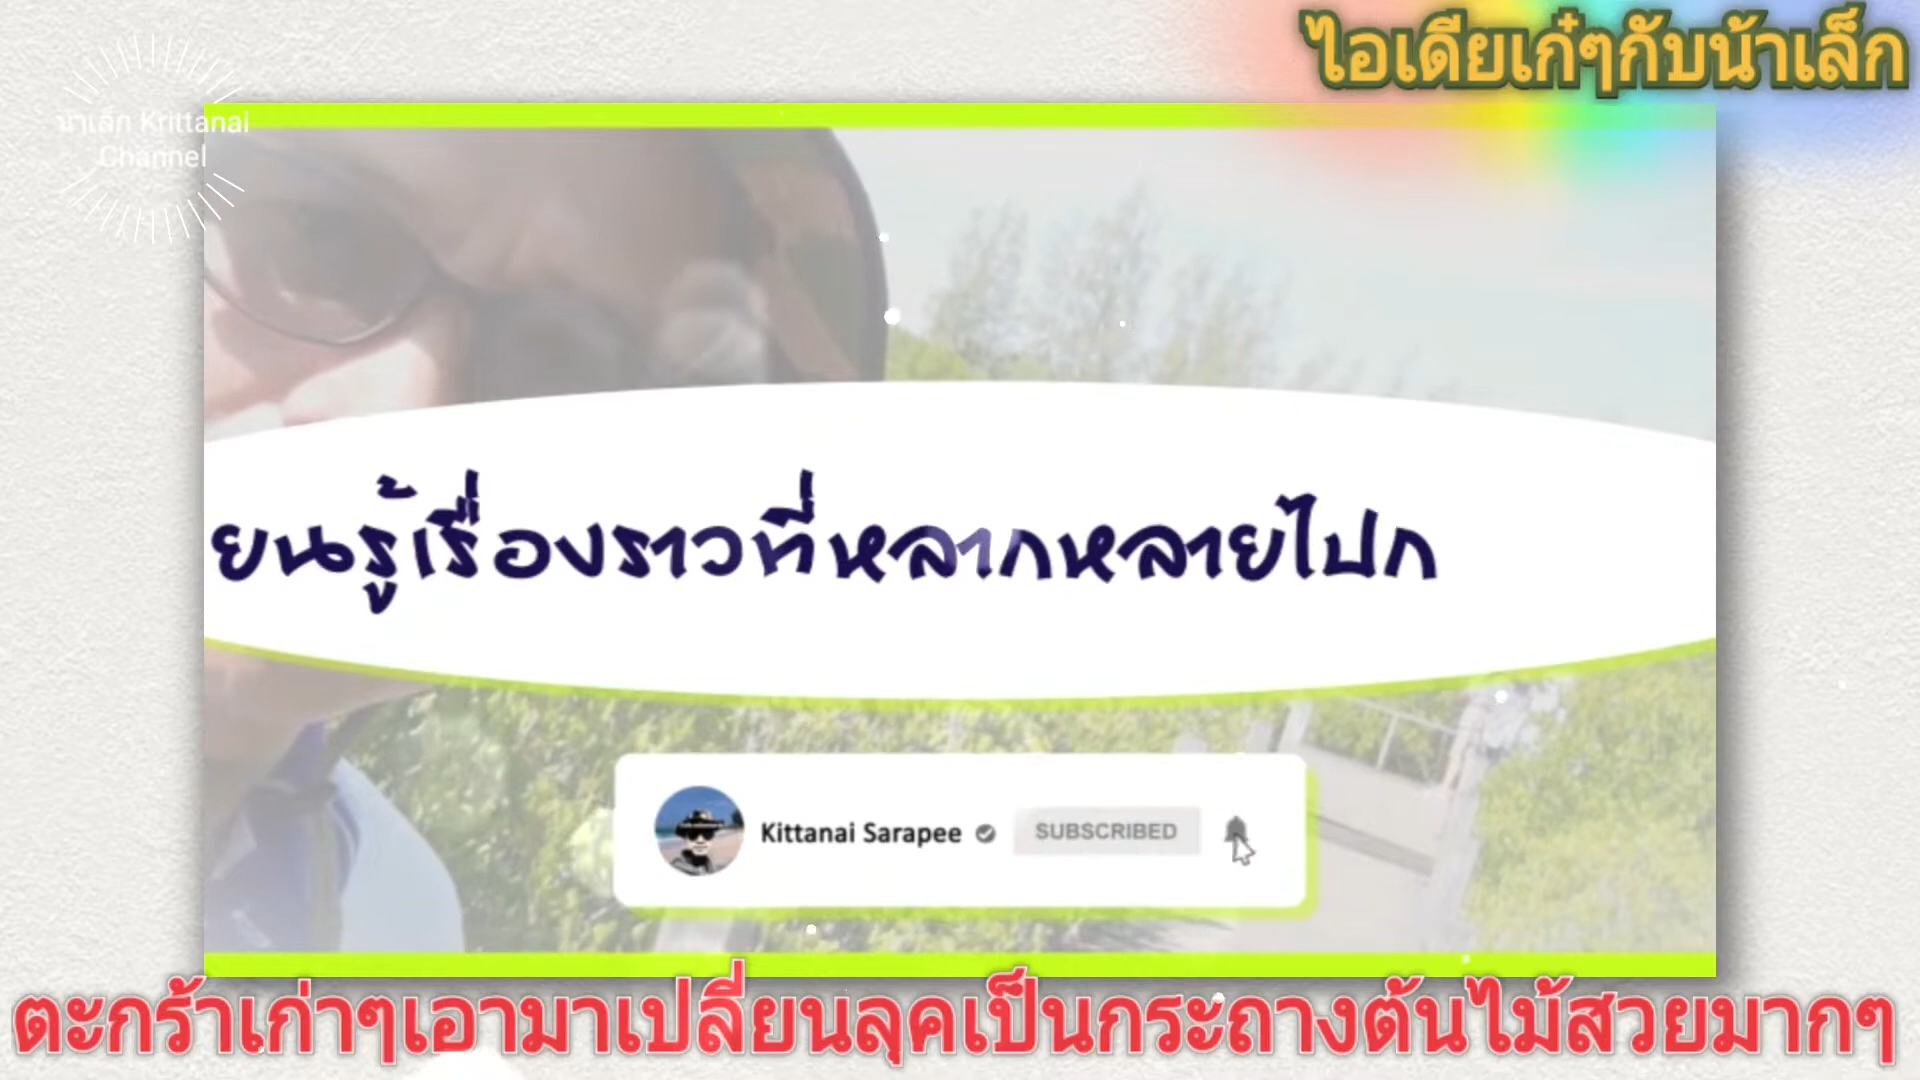 ไอเดียเก๋ๆกับน้าเล็ก
น้าเล็ก Krittanai
Channel
ยนรู้เรื่องราวที่หลากหลายไปก
Kittanai Sarapee
SUBSCRIBED
ตะกร้าเก่าๆเอามาเปลี่ยนลุคเป็นกระถางต้นไม้สวยมากๆ